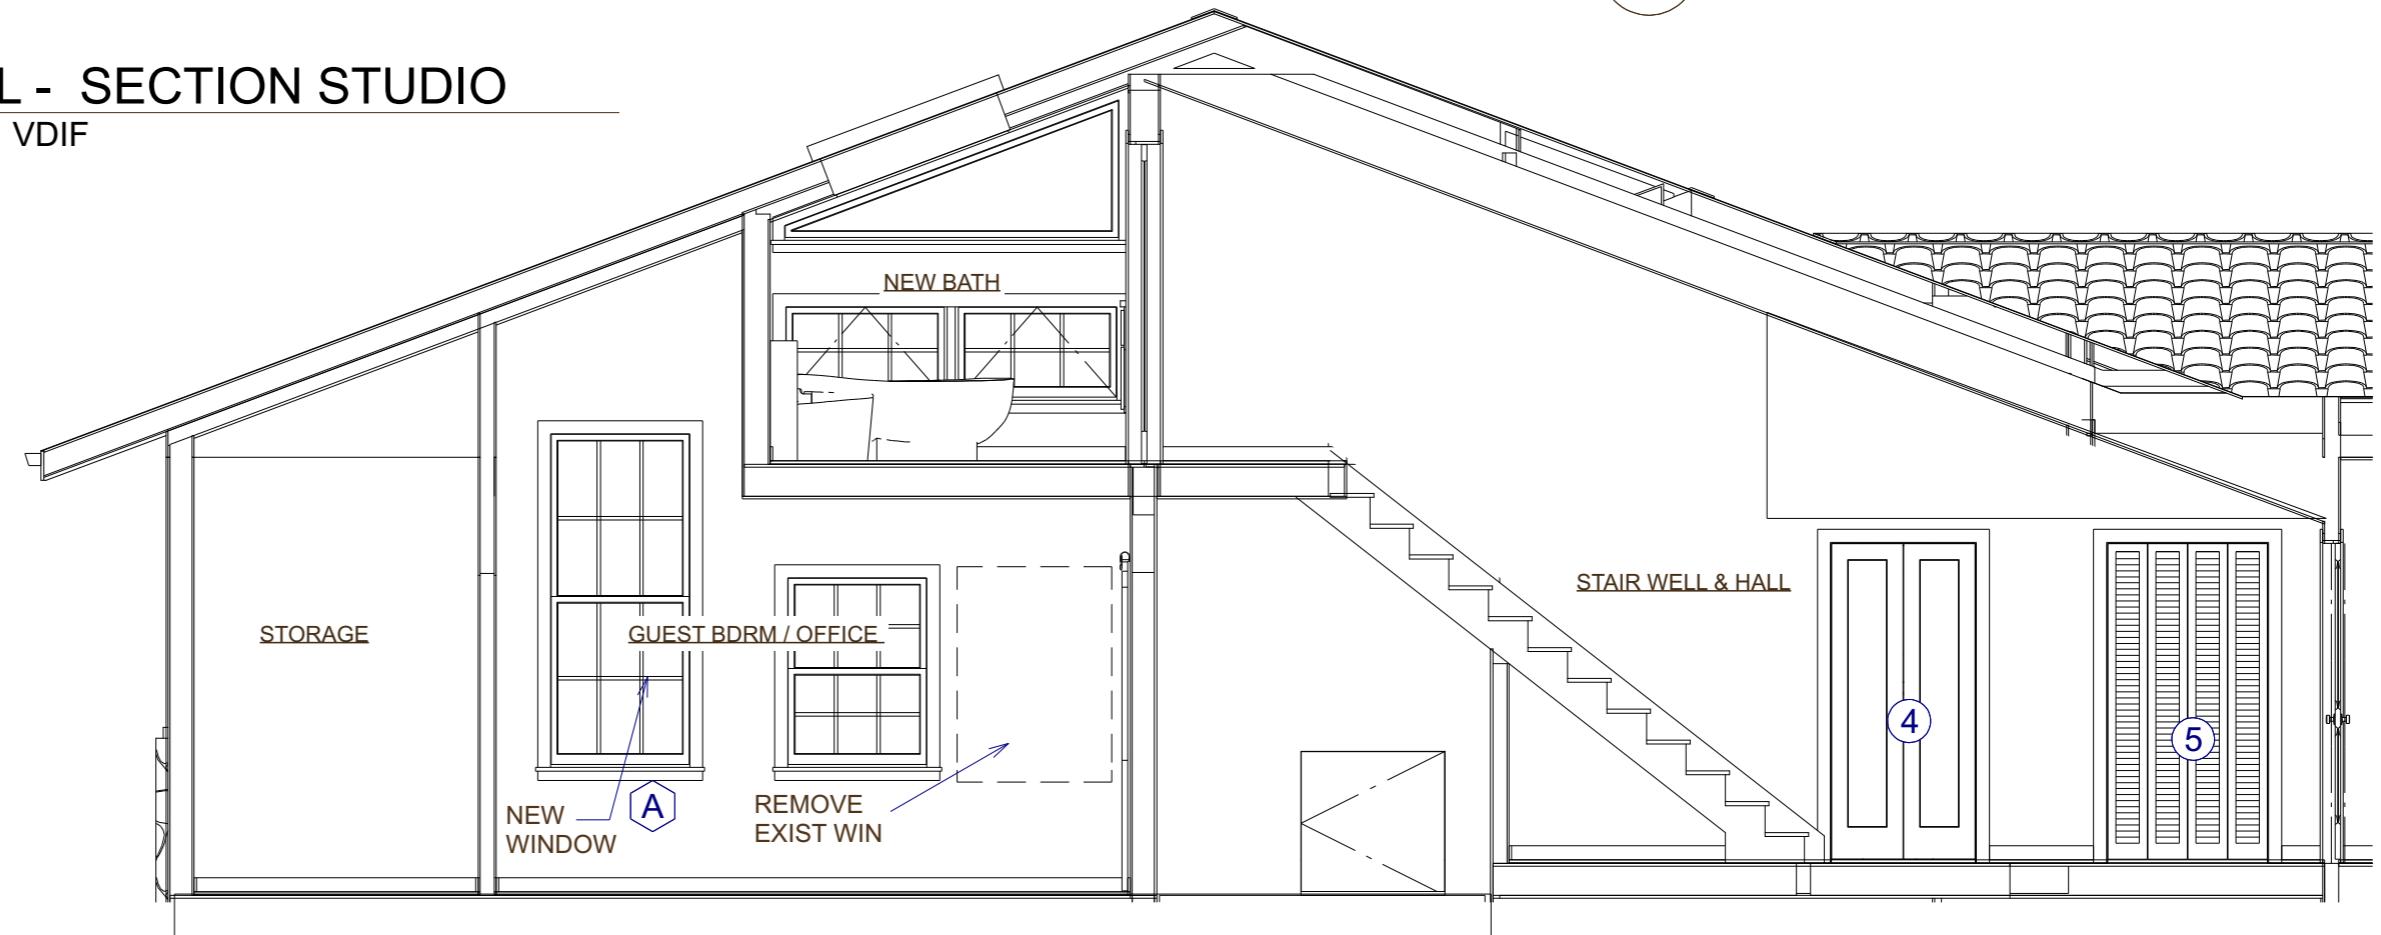 L - SECTION STUDIO
VDIF
NEW BATH
STAIR WELL & HALL
STORAGE
GUEST BDRM / OFFICE
4
5
A
NEW
WINDOW
REMOVE
EXIST WIN